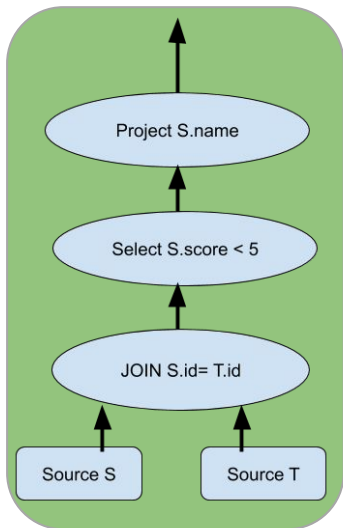 Project S.name
Select S.score < 5
JOIN S.id= T.id
Source S
Source T